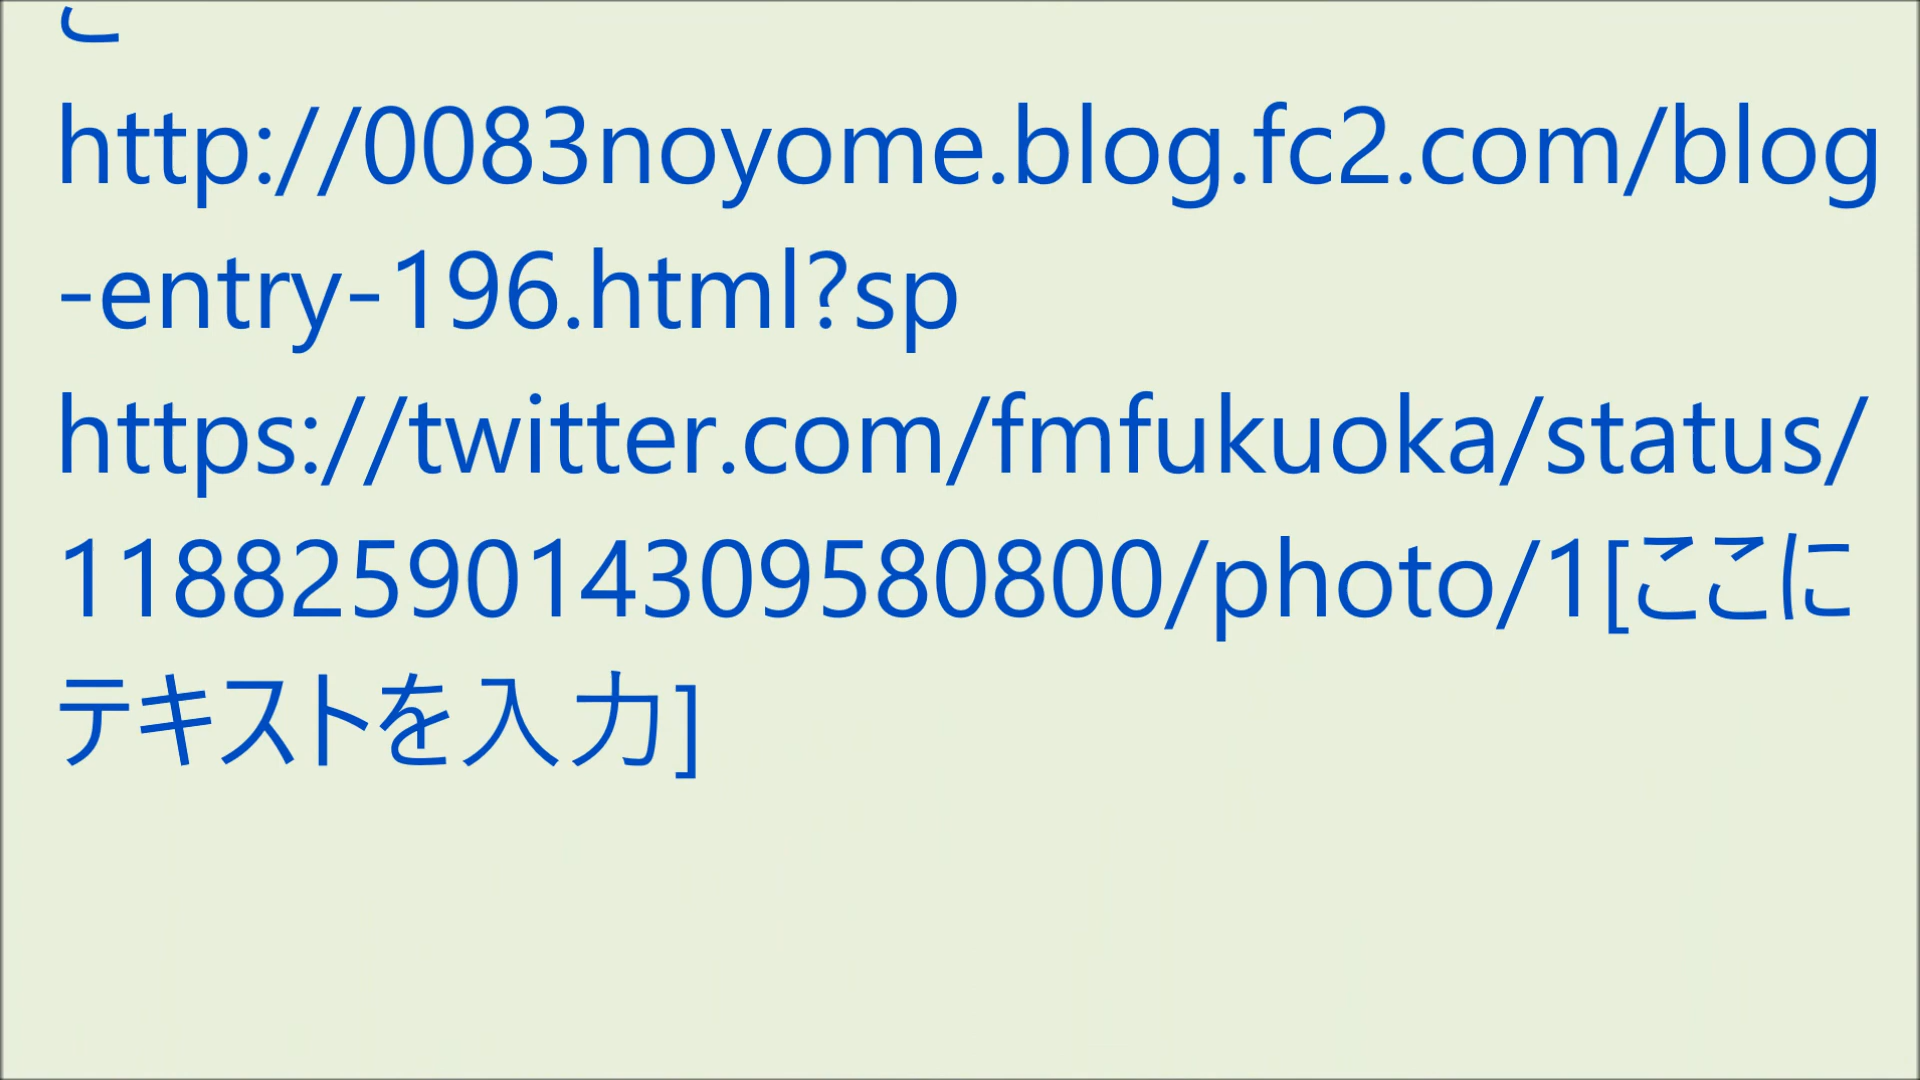 http://0083noyome.blog.fc2.com/blog
-entry-196.html?sp
https://twitter.com/fmfukuoka/status/
1188259014309580800/photo/1[ここに
テキストを入力]